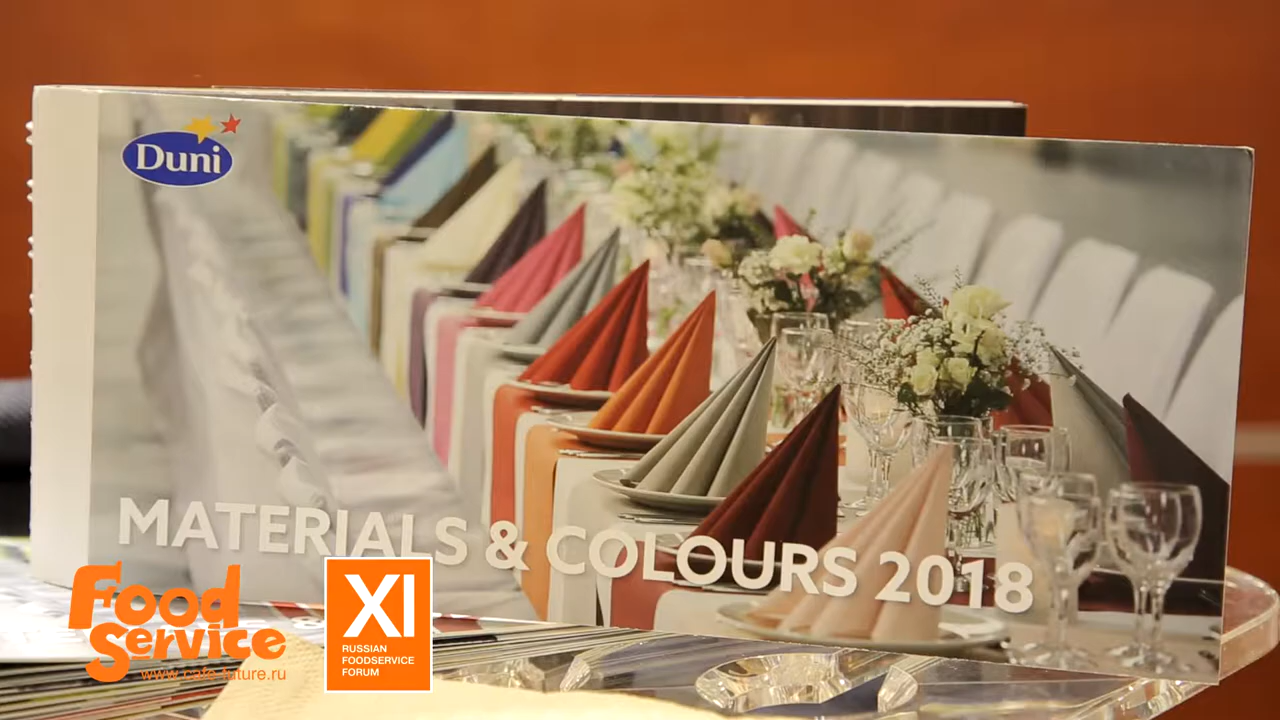 Duni
MATERIALS & COLOURS 2018
Food
Service
www.cafe-future.ru
XI
RUSSIAN
FOODSERVICE
FORUM